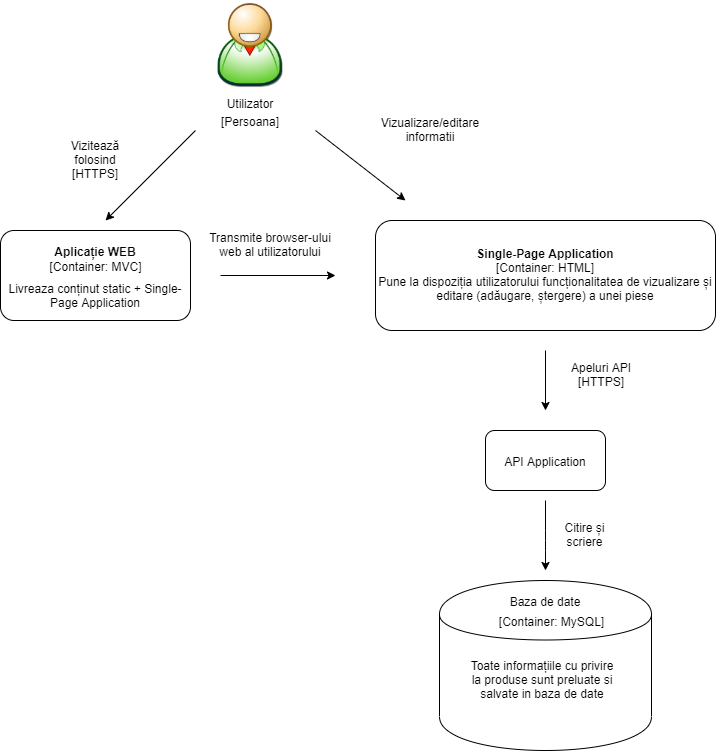 Utilizator
[Persoana]
Vizualizare/editare
informatii
Vizitează
folosind
[HTTPS]
Transmite browser-ului
web al utilizatorului
Aplicație WEB
[Container: MVC]
Livreaza conținut static + Single-
Page Application
Single-Page Application
[Container: HTML]
Pune la dispoziția utilizatorului funcționalitatea de vizualizare și
editare (adăugare, ștergere) a unei piese
Apeluri API
[HTTPS]
API Application
Citire și
scriere
Baza de date
[Container: MySQL]
Toate informațiile cu privire
la produse sunt preluate si
salvate in baza de date